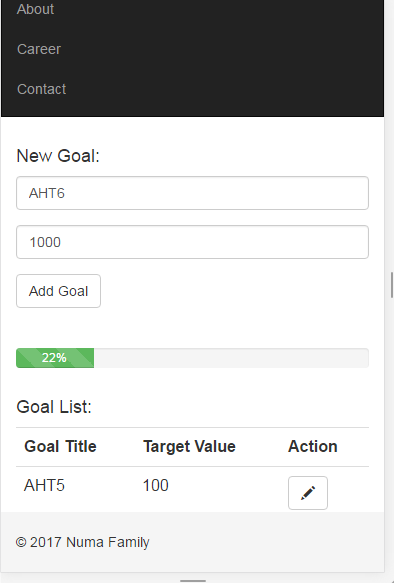 About
Career
Contact
New Goal:
AHT6
1000
Add Goal
22%
Goal List:
Goal Title Target Value Action
AHT5 100
© 2017 Numa Family